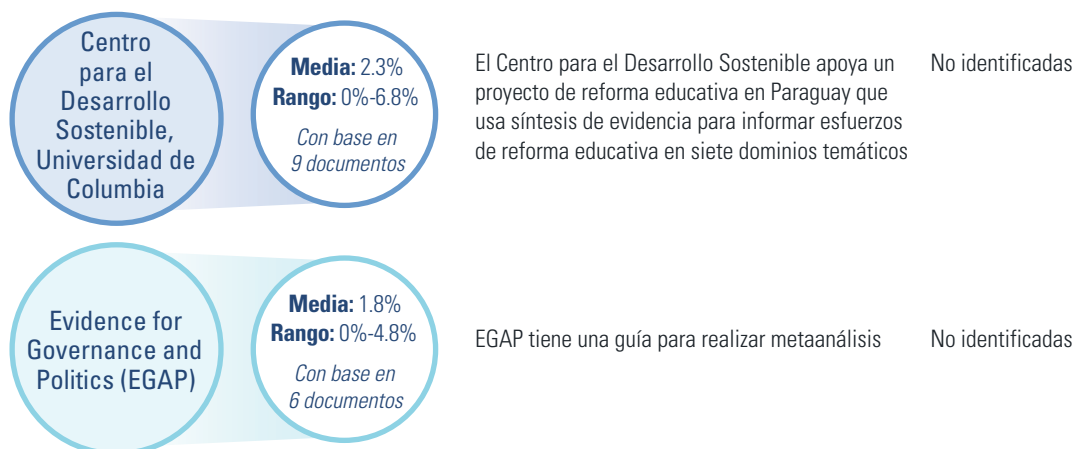 Centro
para el
Desarrollo
Sostenible,
Universidad de
Columbia
Media: 2.3%
Rango: 0%-6.8%
Con base en
9 documentos
El Centro para el Desarrollo Sostenible apoya un
proyecto de reforma educativa en Paraguay que
usa síntesis de evidencia para informar esfuerzos
de reforma educativa en siete dominios temáticos
No identificadas
Evidence for
Governance and
Politics (EGAP)
Media: 1.8%
Rango: 0%-4.8%
Con base en
6 documentos
EGAP tiene una guía para realizar metaanálisis
No identificadas